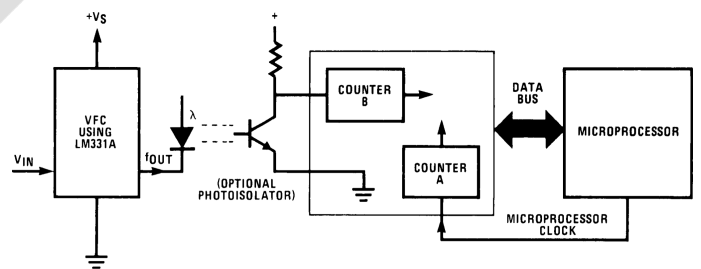 +VS
VFC
USING
LM331A
VIN
fOUT
λ
+
(OPTIONAL
PHOTOISOLATOR)
COUNTER
B
COUNTER
A
DATA
BUS
MICROPROCESSOR
MICROPROCESSOR
CLOCK